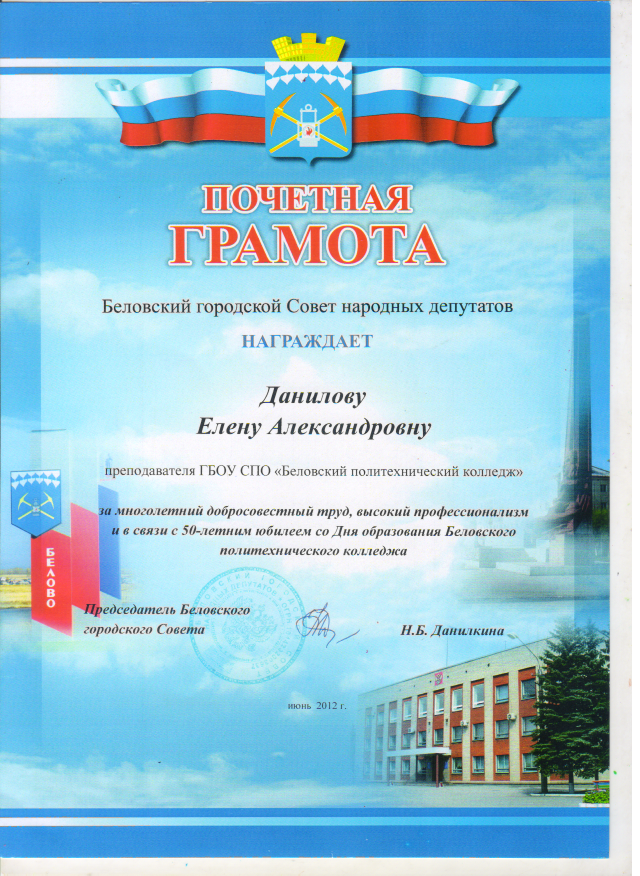 ПОЧЕТНАЯ
ГРАМОТА
Беловский городской Совет народных депутатов
НАГРАЖДАЕТ
Данилову
Елену Александровну
преподавателя ГБОУ СПО «Беловский политехнический колледж»
за многолетний добросовестный труд, высокий профессионализм
и в связи с 50-летним юбилеем со Дня образования Беловского
политехнического колледжа
БЕЛОВО
Председатель Беловского
городского Совета
Н.Б. Данилкина
июнь 2012 г.